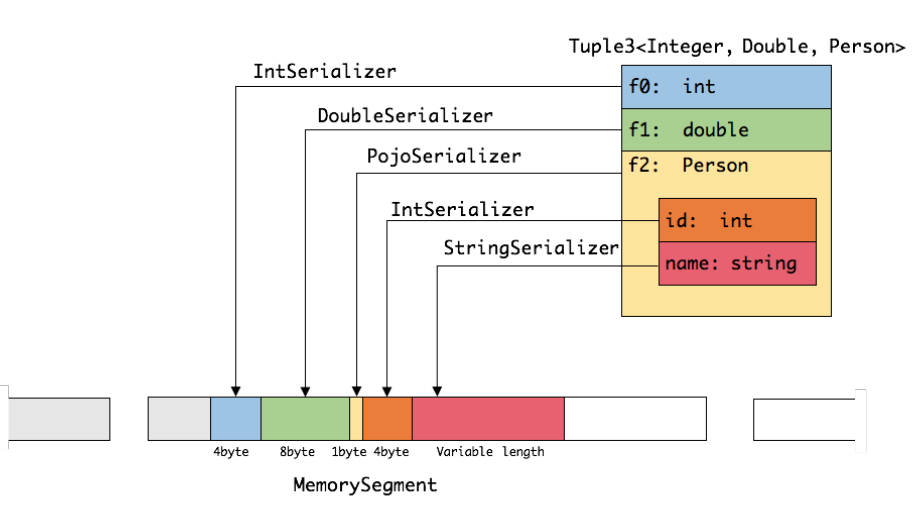 Tuple3<Integer, Double, Person>
IntSerializer
f0: int
DoubleSerializer
f1: double
PojoSerializer
f2: Person
IntSerializer
id: int
StringSerializer
name: string
4byte 8byte 1byte 4byte Variable length
MemorySegment